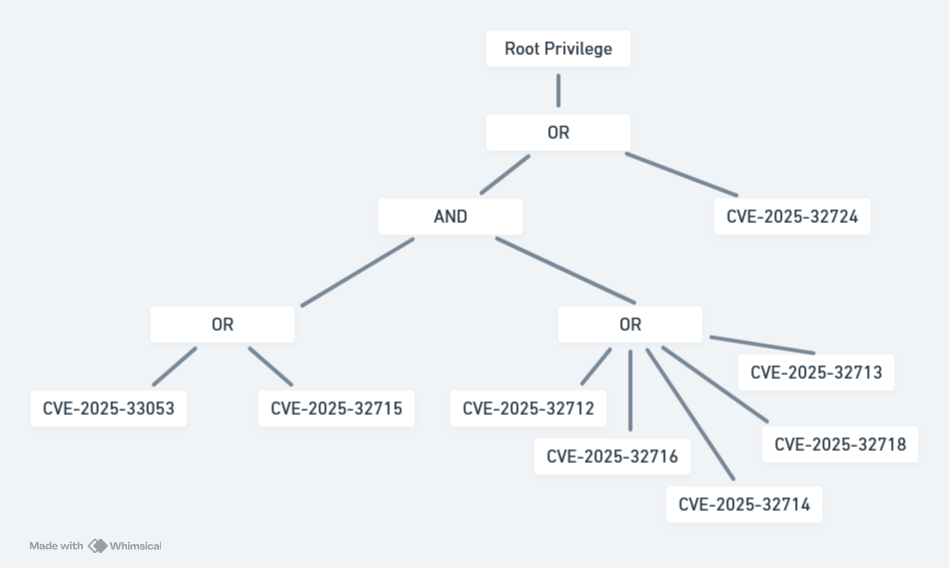 Root Privilege
OR
AND
CVE-2025-32724
OR
OR
CVE-2025-32713
CVE-2025-33053
CVE-2025-32715
CVE-2025-32712
CVE-2025-32718
CVE-2025-32716
CVE-2025-32714
Made with Whimsical